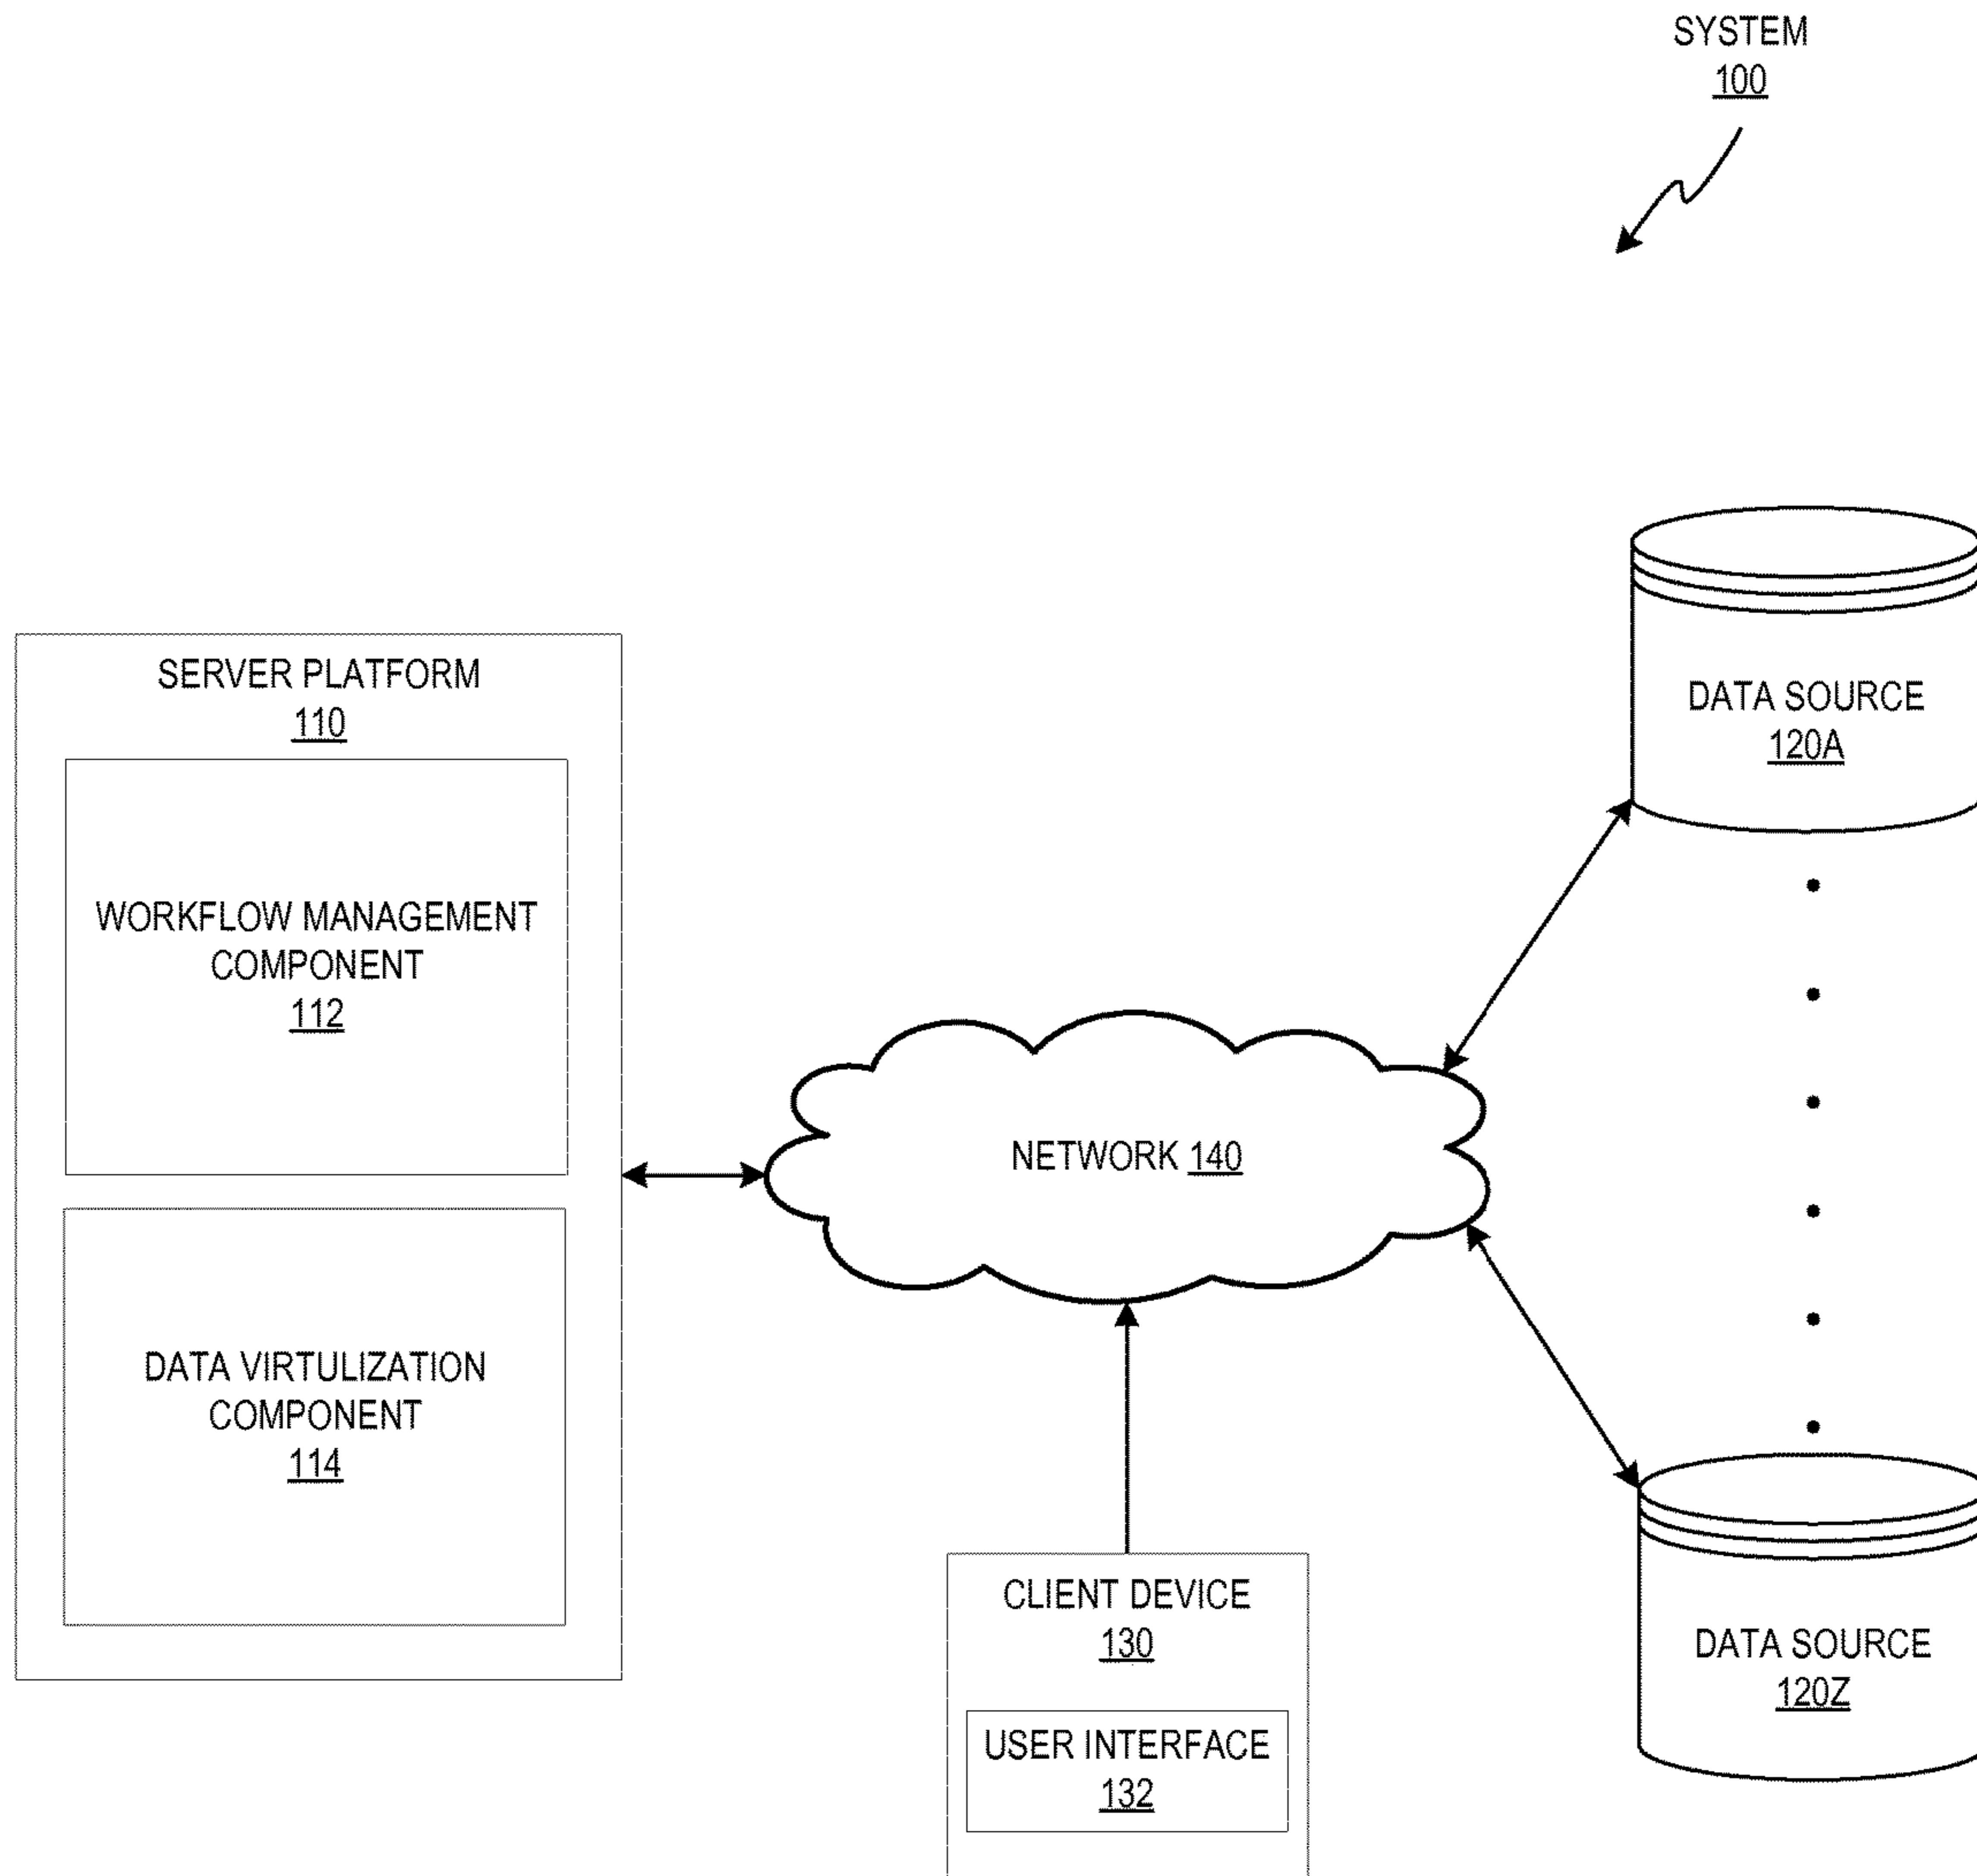 SYSTEM
100
SERVER PLATFORM
110
WORKFLOW MANAGEMENT
COMPONENT
112
DATA VIRTULIZATION
COMPONENT
114
NETWORK 140
CLIENT DEVICE
130
USER INTERFACE
132
DATA SOURCE
120A
DATA SOURCE
120Z